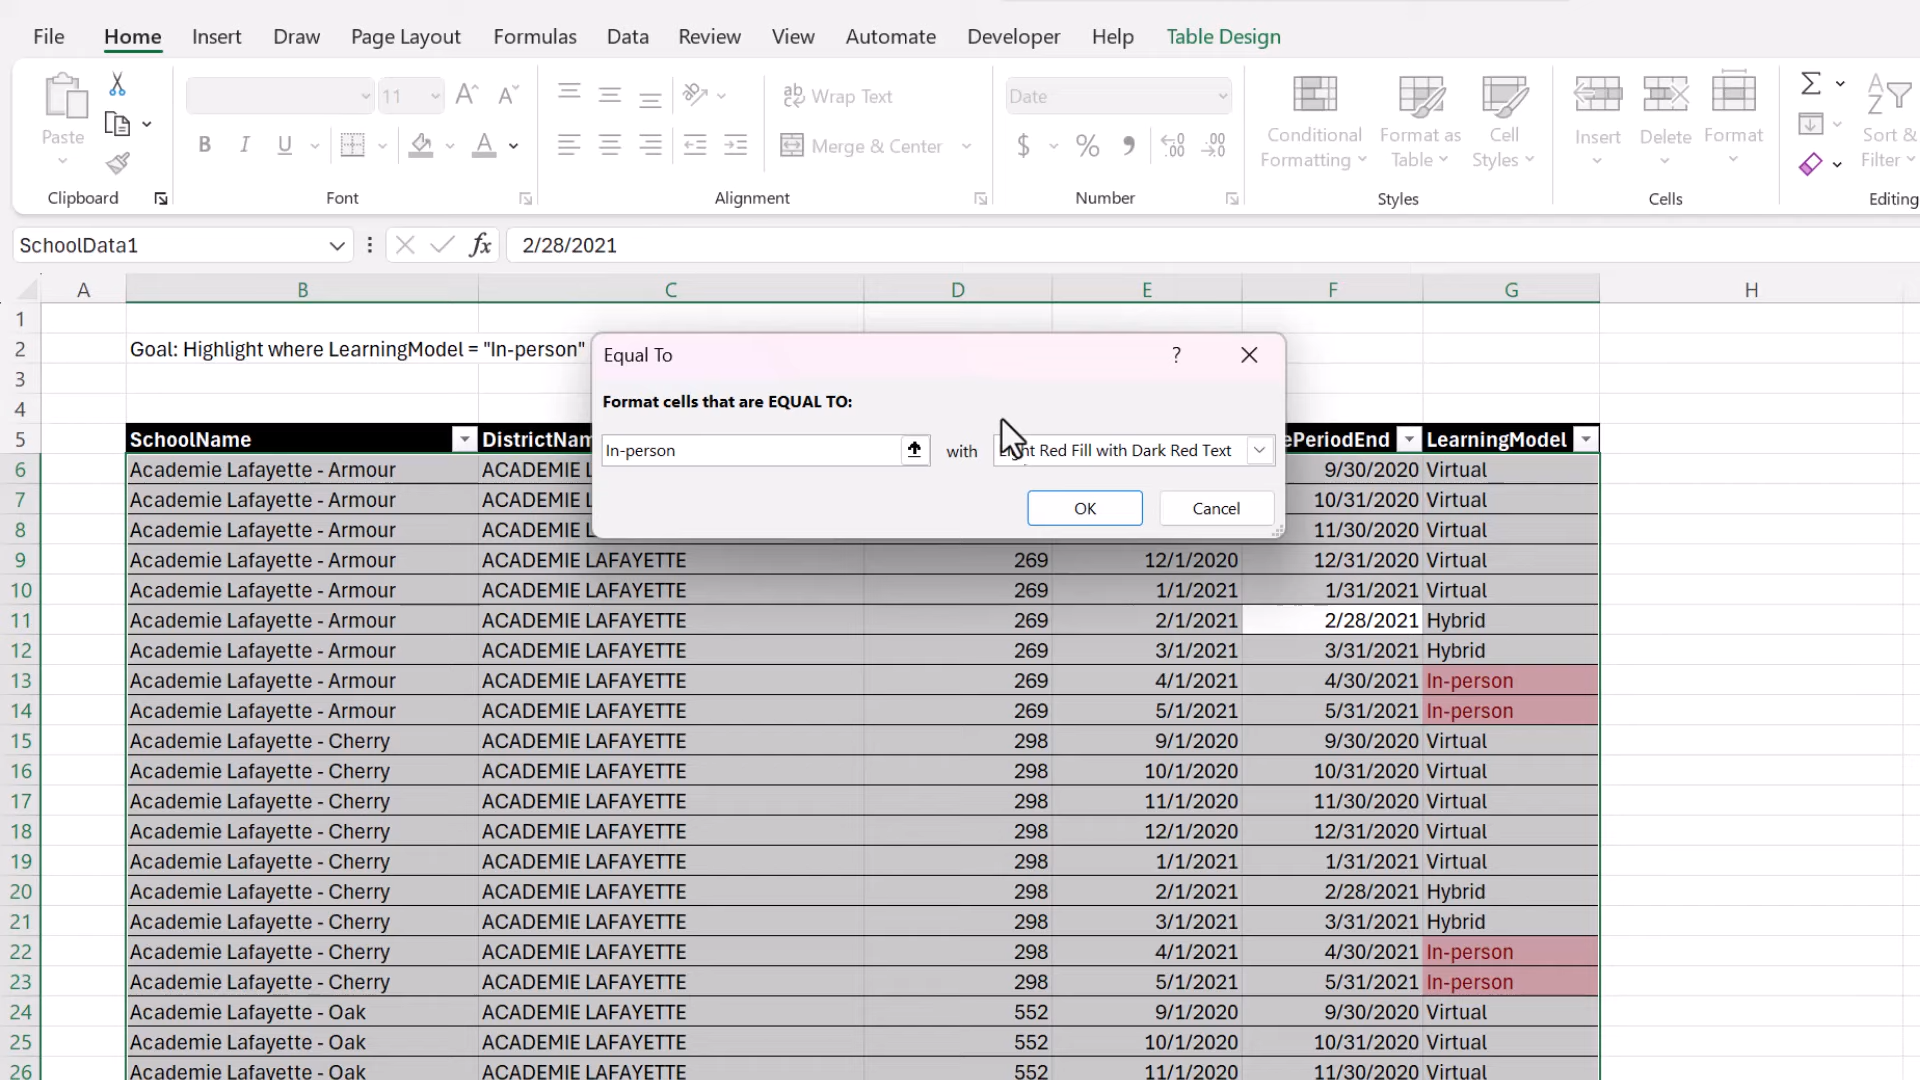 File Home Insert Draw Page Layout Formulas Data Review View Automate Developer Help Table Design
11 ab Wrap Text Date
Paste Conditional Format as Cell Insert Delete Format Sort &
B I U Merge & Center $ % Formatting Table Styles Filter
Clipboard Font Alignment Number Styles Cells Editing
SchoolData1 fx 2/28/2021
A B C D E F G H
1
2 Goal: Highlight where LearningModel = "In-person"
3
4
Equal To ?
Format cells that are EQUAL TO:
In-person with Red Fill with Dark Red Text
OK Cancel
5 SchoolName PeriodEnd LearningModel
6 Academie Lafayette - Armour 9/30/2020 Virtual
7 Academie Lafayette - Armour 10/31/2020 Virtual
8 Academie Lafayette - Armour 11/30/2020 Virtual
9 Academie Lafayette - Armour ACADEMIE LAFAYETTE 269 12/1/2020 12/31/2020 Virtual
10 Academie Lafayette - Armour ACADEMIE LAFAYETTE 269 1/1/2021 1/31/2021 Virtual
11 Academie Lafayette - Armour ACADEMIE LAFAYETTE 269 2/1/2021 2/28/2021 Hybrid
12 Academie Lafayette - Armour ACADEMIE LAFAYETTE 269 3/1/2021 3/31/2021 Hybrid
13 Academie Lafayette - Armour ACADEMIE LAFAYETTE 269 4/1/2021 4/30/2021 In-person
14 Academie Lafayette - Armour ACADEMIE LAFAYETTE 269 5/1/2021 5/31/2021 In-person
15 Academie Lafayette - Cherry ACADEMIE LAFAYETTE 298 9/1/2020 9/30/2020 Virtual
16 Academie Lafayette - Cherry ACADEMIE LAFAYETTE 298 10/1/2020 10/31/2020 Virtual
17 Academie Lafayette - Cherry ACADEMIE LAFAYETTE 298 11/1/2020 11/30/2020 Virtual
18 Academie Lafayette - Cherry ACADEMIE LAFAYETTE 298 12/1/2020 12/31/2020 Virtual
19 Academie Lafayette - Cherry ACADEMIE LAFAYETTE 298 1/1/2021 1/31/2021 Virtual
20 Academie Lafayette - Cherry ACADEMIE LAFAYETTE 298 2/1/2021 2/28/2021 Hybrid
21 Academie Lafayette - Cherry ACADEMIE LAFAYETTE 298 3/1/2021 3/31/2021 Hybrid
22 Academie Lafayette - Cherry ACADEMIE LAFAYETTE 298 4/1/2021 4/30/2021 In-person
23 Academie Lafayette - Cherry ACADEMIE LAFAYETTE 298 5/1/2021 5/31/2021 In-person
24 Academie Lafayette - Oak ACADEMIE LAFAYETTE 552 9/1/2020 9/30/2020 Virtual
25 Academie Lafayette - Oak ACADEMIE LAFAYETTE 552 10/1/2020 10/31/2020 Virtual
26 Academie Lafayette - Oak ACADEMIE LAFAYETTE 552 11/1/2020 11/30/2020 Virtual